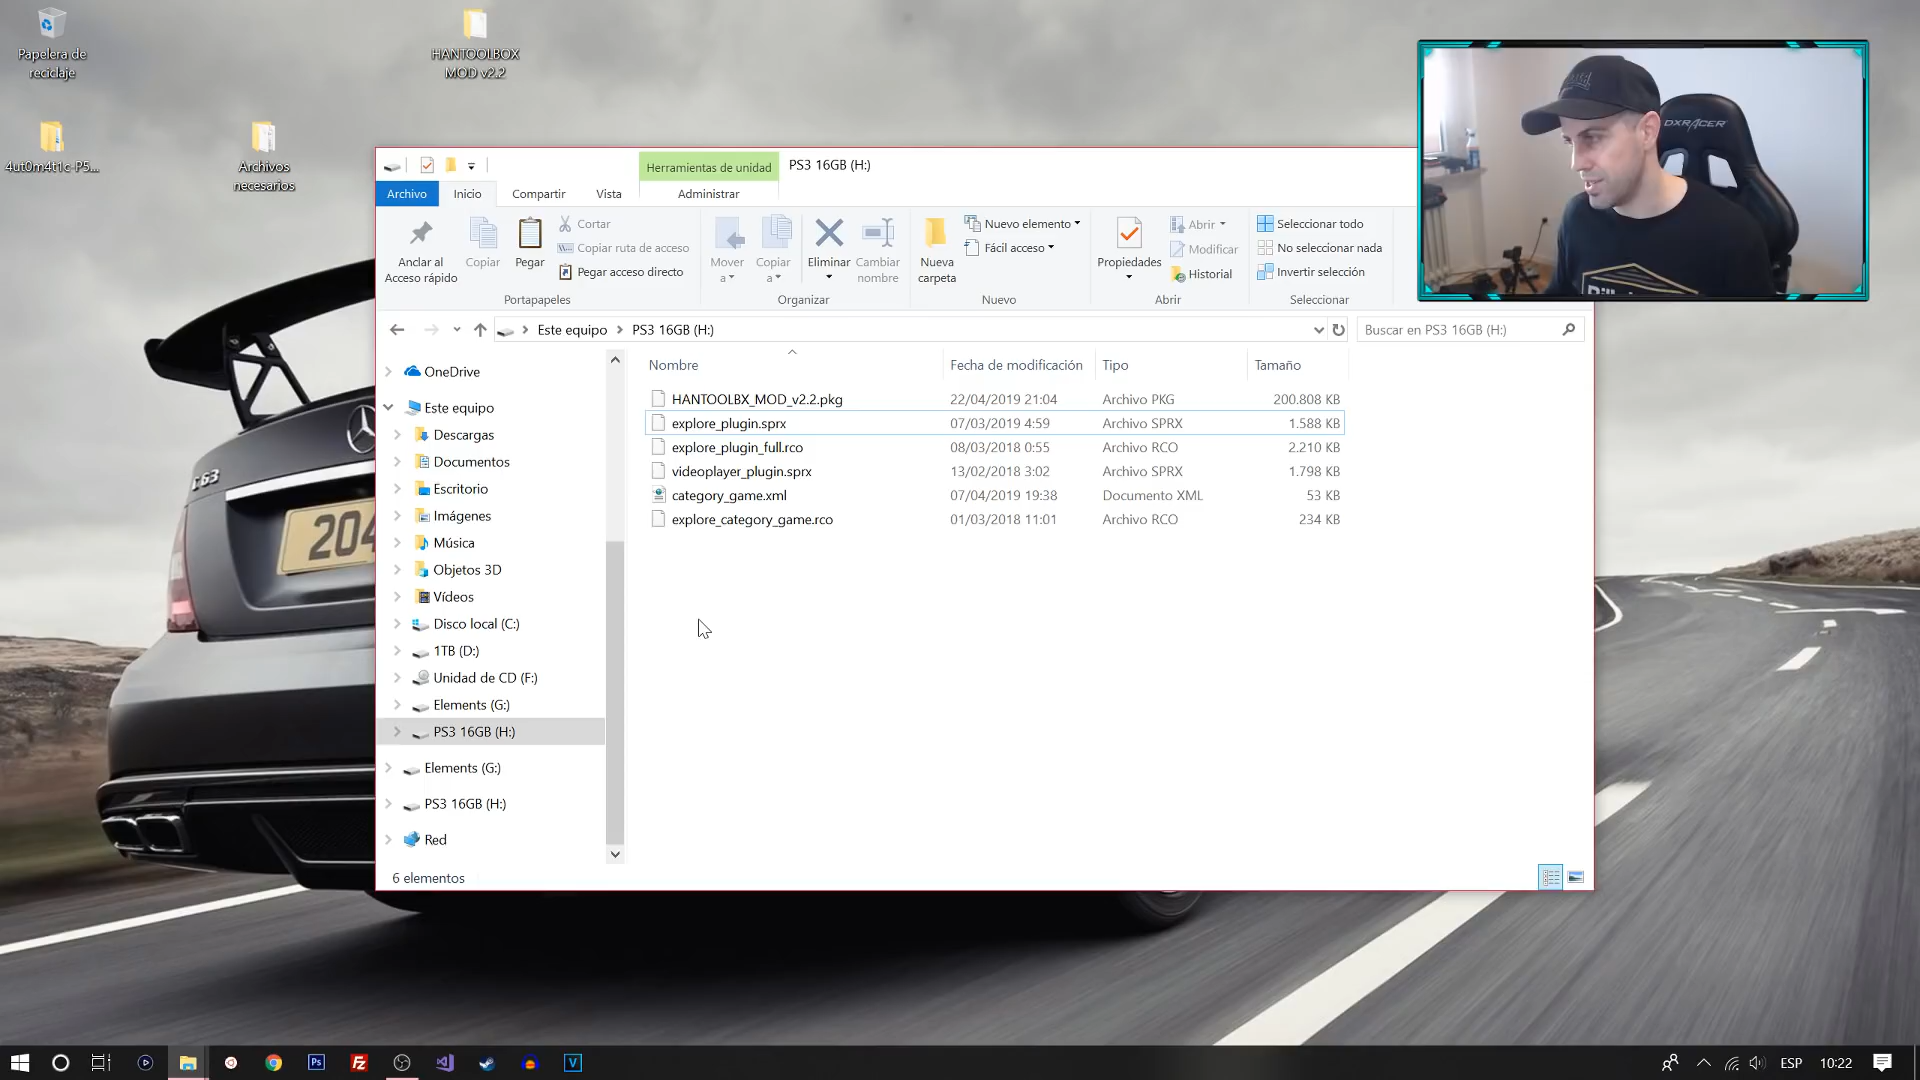 Papelera de
reciclaje
HANTOOLBOX
MOD v2.2
4ut0m4t1c-P5...
Archivos
necesarios
Herramientas de unidad
PS3 16GB (H:)
Archivo
Inicio
Compartir
Vista
Administrar
Anclar al
Acceso rápido
Copiar
Pegar
Cortar
Copiar ruta de acceso
Pegar acceso directo
Portapapeles
Mover
a
Copiar
a
Eliminar
Cambiar
nombre
Organizar
Nueva
carpeta
Nuevo elemento
Fácil acceso
Nuevo
Propiedades
Abrir
Modificar
Historial
Abrir
Seleccionar todo
No seleccionar nada
Invertir selección
Seleccionar
Este equipo
PS3 16GB (H:)
Buscar en PS3 16GB (H:)
OneDrive
Este equipo
Descargas
Documentos
Escritorio
Imágenes
Música
Objetos 3D
Vídeos
Disco local (C:)
1TB (D:)
Unidad de CD (F:)
Elements (G:)
PS3 16GB (H:)
Elements (G:)
PS3 16GB (H:)
Red
Nombre Fecha de modificación Tipo Tamaño
HANTOOLBX_MOD_v2.2.pkg 22/04/2019 21:04 Archivo PKG 200.808 KB
explore_plugin.sprx 07/03/2019 4:59 Archivo SPRX 1.588 KB
explore_plugin_full.rco 08/03/2018 0:55 Archivo RCO 2.210 KB
videoplayer_plugin.sprx 13/02/2018 3:02 Archivo SPRX 1.798 KB
category_game.xml 07/04/2019 19:38 Documento XML 53 KB
explore_category_game.rco 01/03/2018 11:01 Archivo RCO 234 KB
6 elementos
DXRACER
C63
204
Ps
Fz
V
ESP
10:22